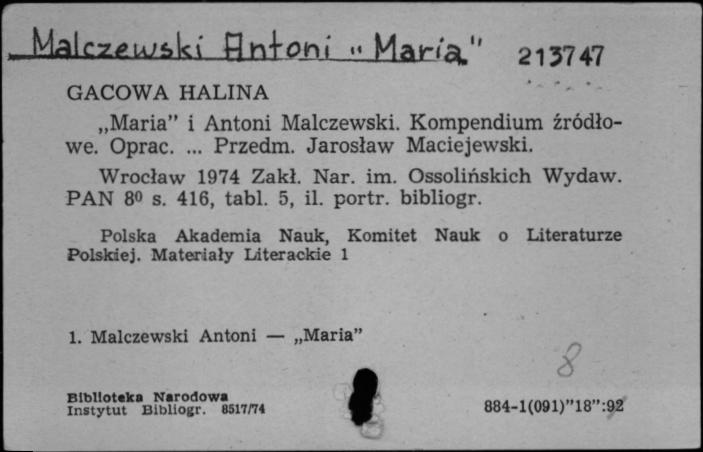 Malczewski Antoni "Maria" 213747
GACOWA HALINA
„Maria” i Antoni Malczewski. Kompendium źródło-
we. Oprac. ... Przedm. Jarosław Maciejewski.
Wrocław 1974 Zakł. Nar. im. Ossolińskich Wydaw.
PAN 8⁰ s. 416, tabl. 5, il. portr. bibliogr.
Polska Akademia Nauk, Komitet Nauk o Literaturze
Polskiej. Materiały Literackie 1
1. Malczewski Antoni — „Maria”
8
Biblioteka Narodowa
Instytut Bibliogr. 8517/74
884-1(091)”18”:92